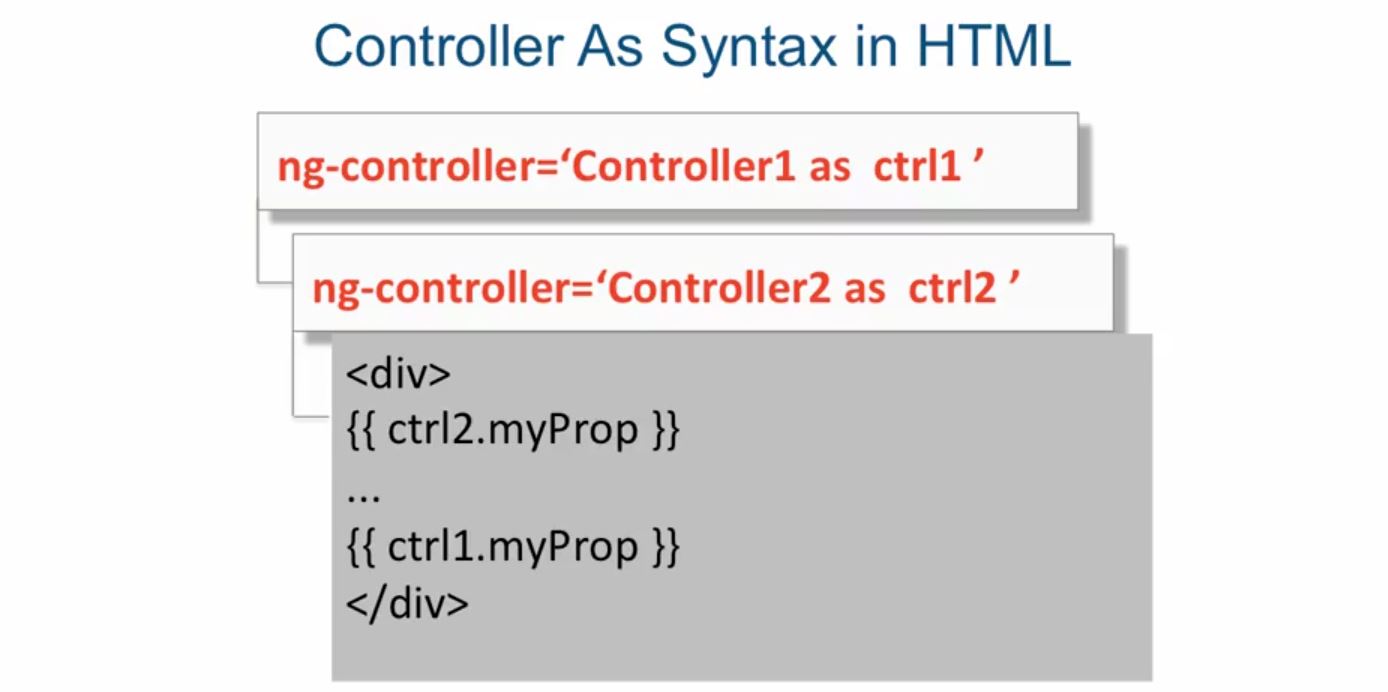 Controller As Syntax in HTML
ng-controller=‘Controller1 as ctrl1 ’
ng-controller=‘Controller2 as ctrl2 ’
<div>
{{ ctrl2.myProp }}
...
{{ ctrl1.myProp }}
</div>